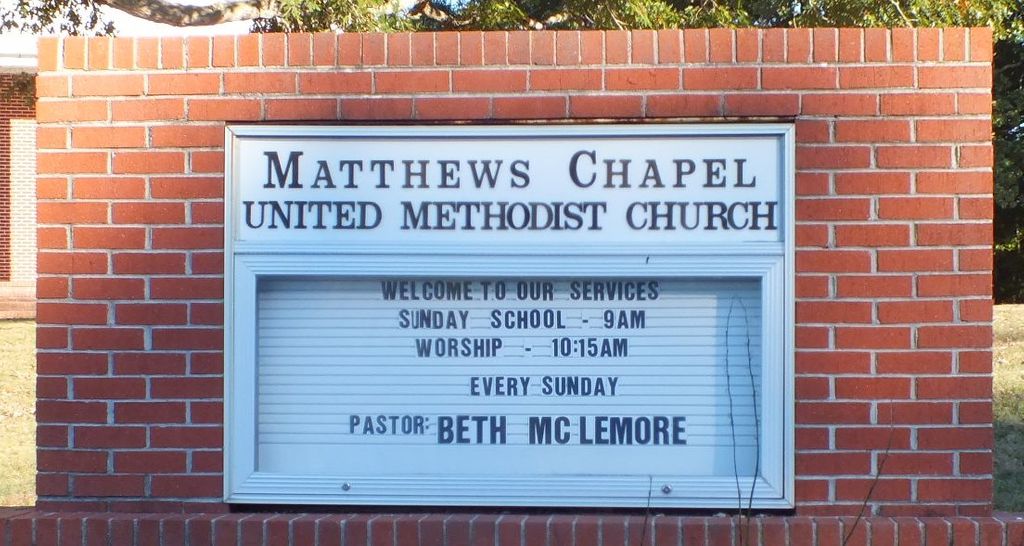 MATTHEWS CHAPEL
UNITED METHODIST CHURCH
WELCOME TO OUR SERVICES
SUNDAY SCHOOL - 9AM
WORSHIP - 10:15AM
EVERY SUNDAY
PASTOR: BETH MC LEMORE